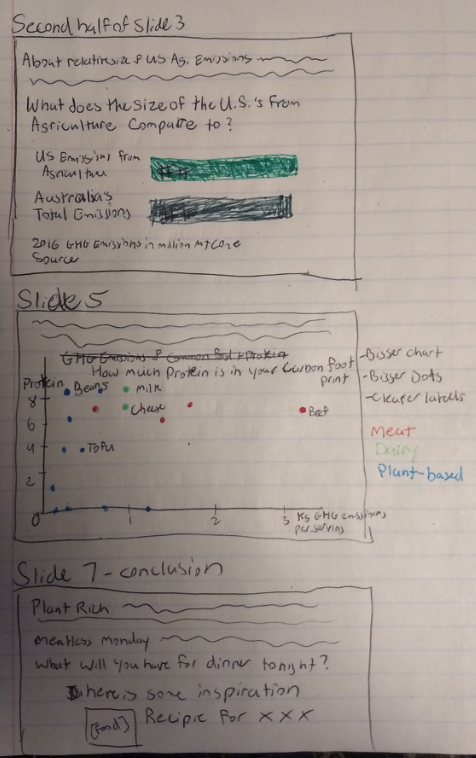 Second half of Slide 3
About relative size of US Ag. Emissions
What does the Size of the U.S.'s From
Agriculture Compare to?
US Emissions from
Agriculture
##
Australia's
Total Emissions
##
2016 GHG Emissions in million Mt CO2e
Source
Slide 5
GHG Emissions of Common Food + Protein
How much Protein is in your Carbon foot
print
Protein
Beans
Milk
Cheese
Beef
Tofu
8
6
4
2
0
1
2
3
Kg GHG emissions
per serving
-Bigger chart
-Bigger Dots
-Clearer labels
Meat
Dairy
Plant-based
Slide 7 - conclusion
Plant Rich
meatless monday
What will you have for dinner tonight?
here is some inspiration
[food]
Recipie for X X X